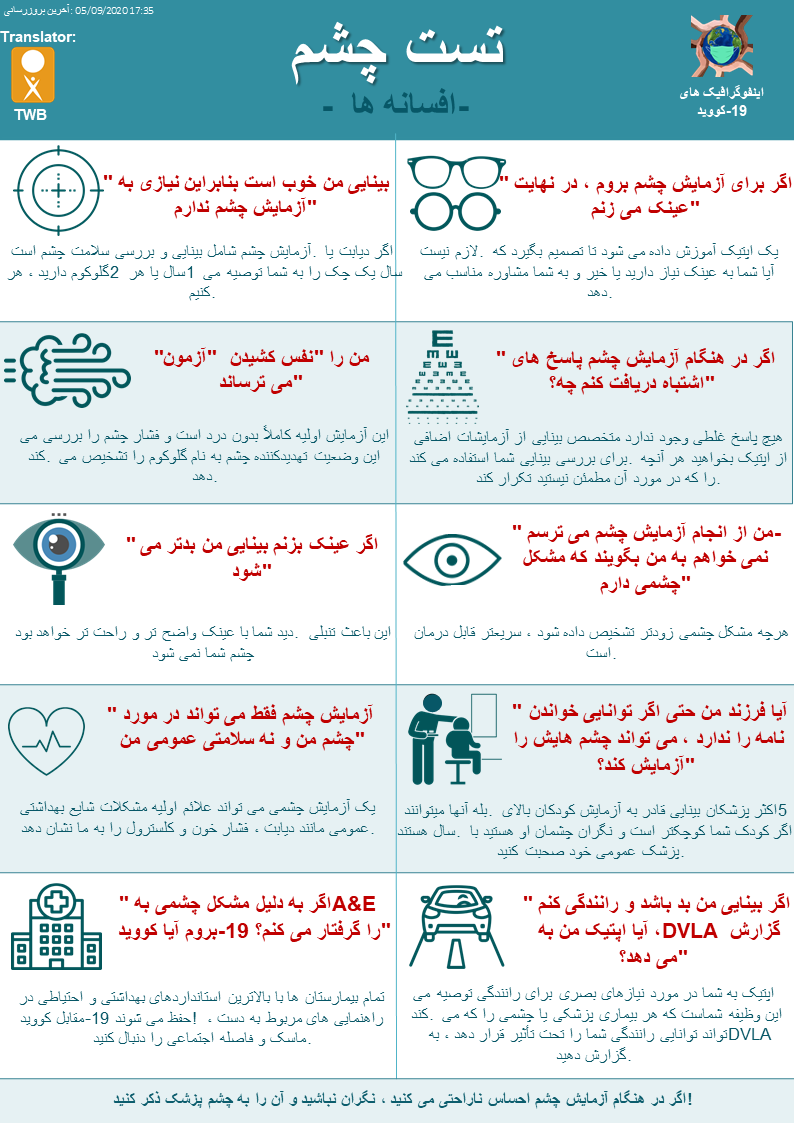 آخرین بروزرسانی: 05/09/2020 17:35
Translator:
TWB
تست چشم
- افسانه ها -
اینفوگرافیک های
کووید-19
"اگر برای آزمایش چشم بروم ، در نهایت
عینک می زنم"
یک اپتیک آموزش داده می شود تا تصمیم بگیرد که . لازم نیست
آیا شما به عینک نیاز دارید یا خیر و به شما مشاوره مناسب می
دهد.
"بینایی من خوب است بنابراین نیازی به
آزمایش چشم ندارم"
اگر دیابت یا . آزمایش چشم شامل بینایی و بررسی سلامت چشم است
سال یک چک را به شما توصیه می 1سال یا هر 2گلوکوم دارید ، هر
کنیم.
"اگر در هنگام آزمایش چشم پاسخ های
اشتباه دریافت کنم چه؟"
هیچ پاسخ غلطی وجود ندارد متخصص بینایی از آزمایشات اضافی
از اپتیک بخواهید هر آنچه . برای بررسی بینایی شما استفاده می کند
را که در مورد آن مطمئن نیستید تکرار کند.
من را "نفس کشیدن "آزمون"
می ترساند"
این آزمایش اولیه کاملاً بدون درد است و فشار چشم را بررسی می
این وضعیت تهدیدکننده چشم به نام گلوکوم را تشخیص می . کند
دهد.
"من از انجام آزمایش چشم می ترسم-
نمی خواهم به من بگویند که مشکل
چشمی دارم"
هرچه مشکل چشمی زودتر تشخیص داده شود ، سریعتر قابل درمان
است.
"اگر عینک بزنم بینایی من بدتر می
شود"
این باعث تنبلی . دید شما با عینک واضح تر و راحت تر خواهد بود
چشم شما نمی شود
"آیا فرزند من حتی اگر توانایی خواندن
نامه را ندارد ، می تواند چشم هایش را
آزمایش کند؟"
5اکثر پزشکان بینایی قادر به آزمایش کودکان بالای . بله آنها میتوانند
اگر کودک شما کوچکتر است و نگران چشمان او هستید با . سال هستند
پزشک عمومی خود صحبت کنید.
"آزمایش چشم فقط می تواند در مورد
چشم من و نه سلامتی عمومی من"
یک آزمایش چشمی می تواند علائم اولیه مشکلات شایع بهداشتی
عمومی مانند دیابت ، فشار خون و کلسترول را به ما نشان دهد.
"اگر بینایی من بد باشد و رانندگی کنم
، آیا اپتیک من به DVLA گزارش
می دهد؟"
اپتیک به شما در مورد نیازهای بصری برای رانندگی توصیه می
این وظیفه شماست که هر بیماری پزشکی یا چشمی را که می . کند
تواند توانایی رانندگی شما را تحت تأثیر قرار دهد ، به DVLA
گزارش دهید.
"اگر به دلیل مشکل چشمی به A&E
بروم آیا کووید-19 را گرفتار می کنم؟"
تمام بیمارستان ها با بالاترین استانداردهای بهداشتی و احتیاطی در
مقابل کووید-19 حفظ می شوند! راهنمایی های مربوط به دست ،
ماسک و فاصله اجتماعی را دنبال کنید.
اگر در هنگام آزمایش چشم احساس ناراحتی می کنید ، نگران نباشید و آن را به چشم پزشک ذکر کنید!